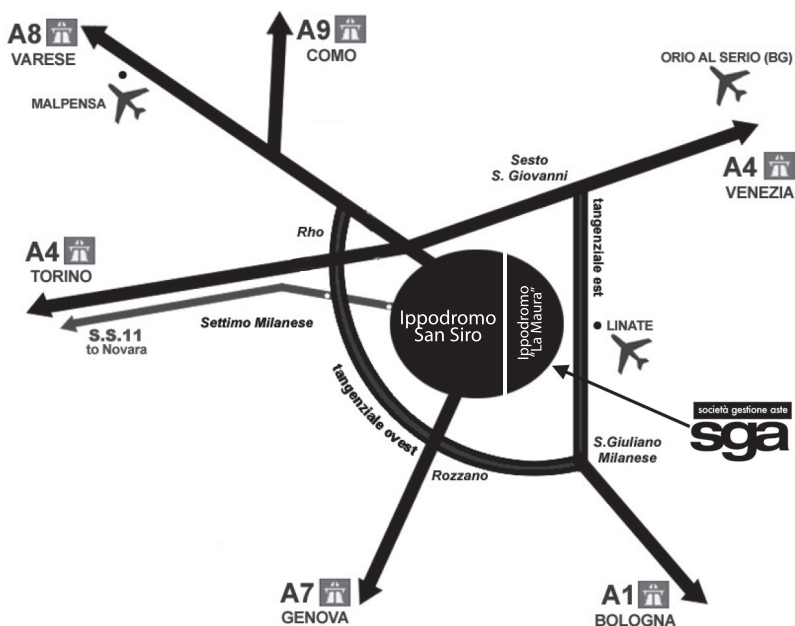 A8
VARESE
A9
COMO
ORIO AL SERIO (BG)
MALPENSA
Sesto
S. Giovanni
A4
VENEZIA
tangenziale est
Rho
A4
TORINO
S.S.11
to Novara
Settimo Milanese
Ippodromo
San Siro
Ippodromo
"La Maura"
LINATE
tangenziale ovest
società gestione aste
sga
S.Giuliano
Milanese
Rozzano
A7
GENOVA
A1
BOLOGNA